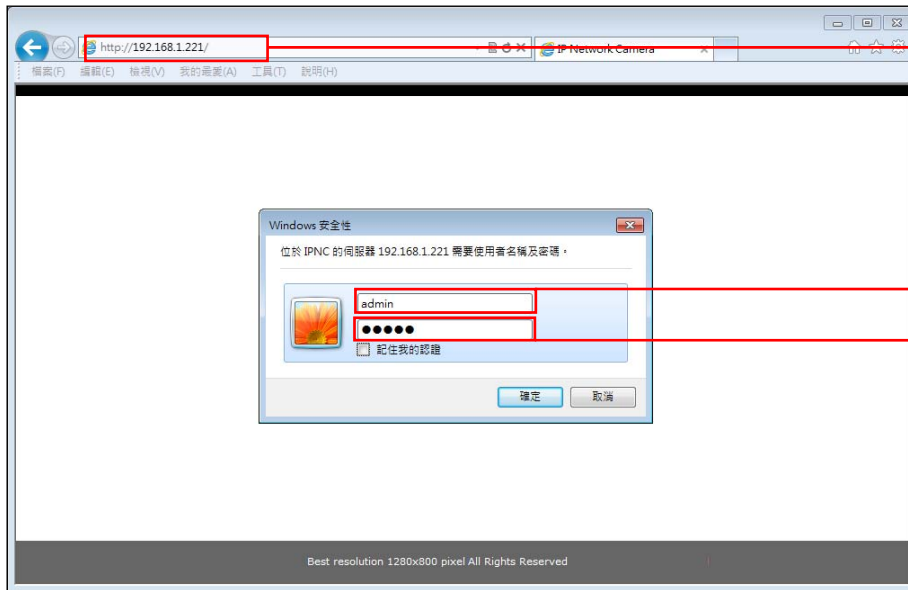 http://192.168.1.221/
IP Network Camera
檔案(F) 編輯(E) 檢視(V) 我的最愛(A) 工具(T) 說明(H)
Windows 安全性
位於 IPNC 的伺服器 192.168.1.221 需要使用者名稱及密碼。
admin
●●●●●
記住我的認證
確定 取消
Best resolution 1280x800 pixel All Rights Reserved